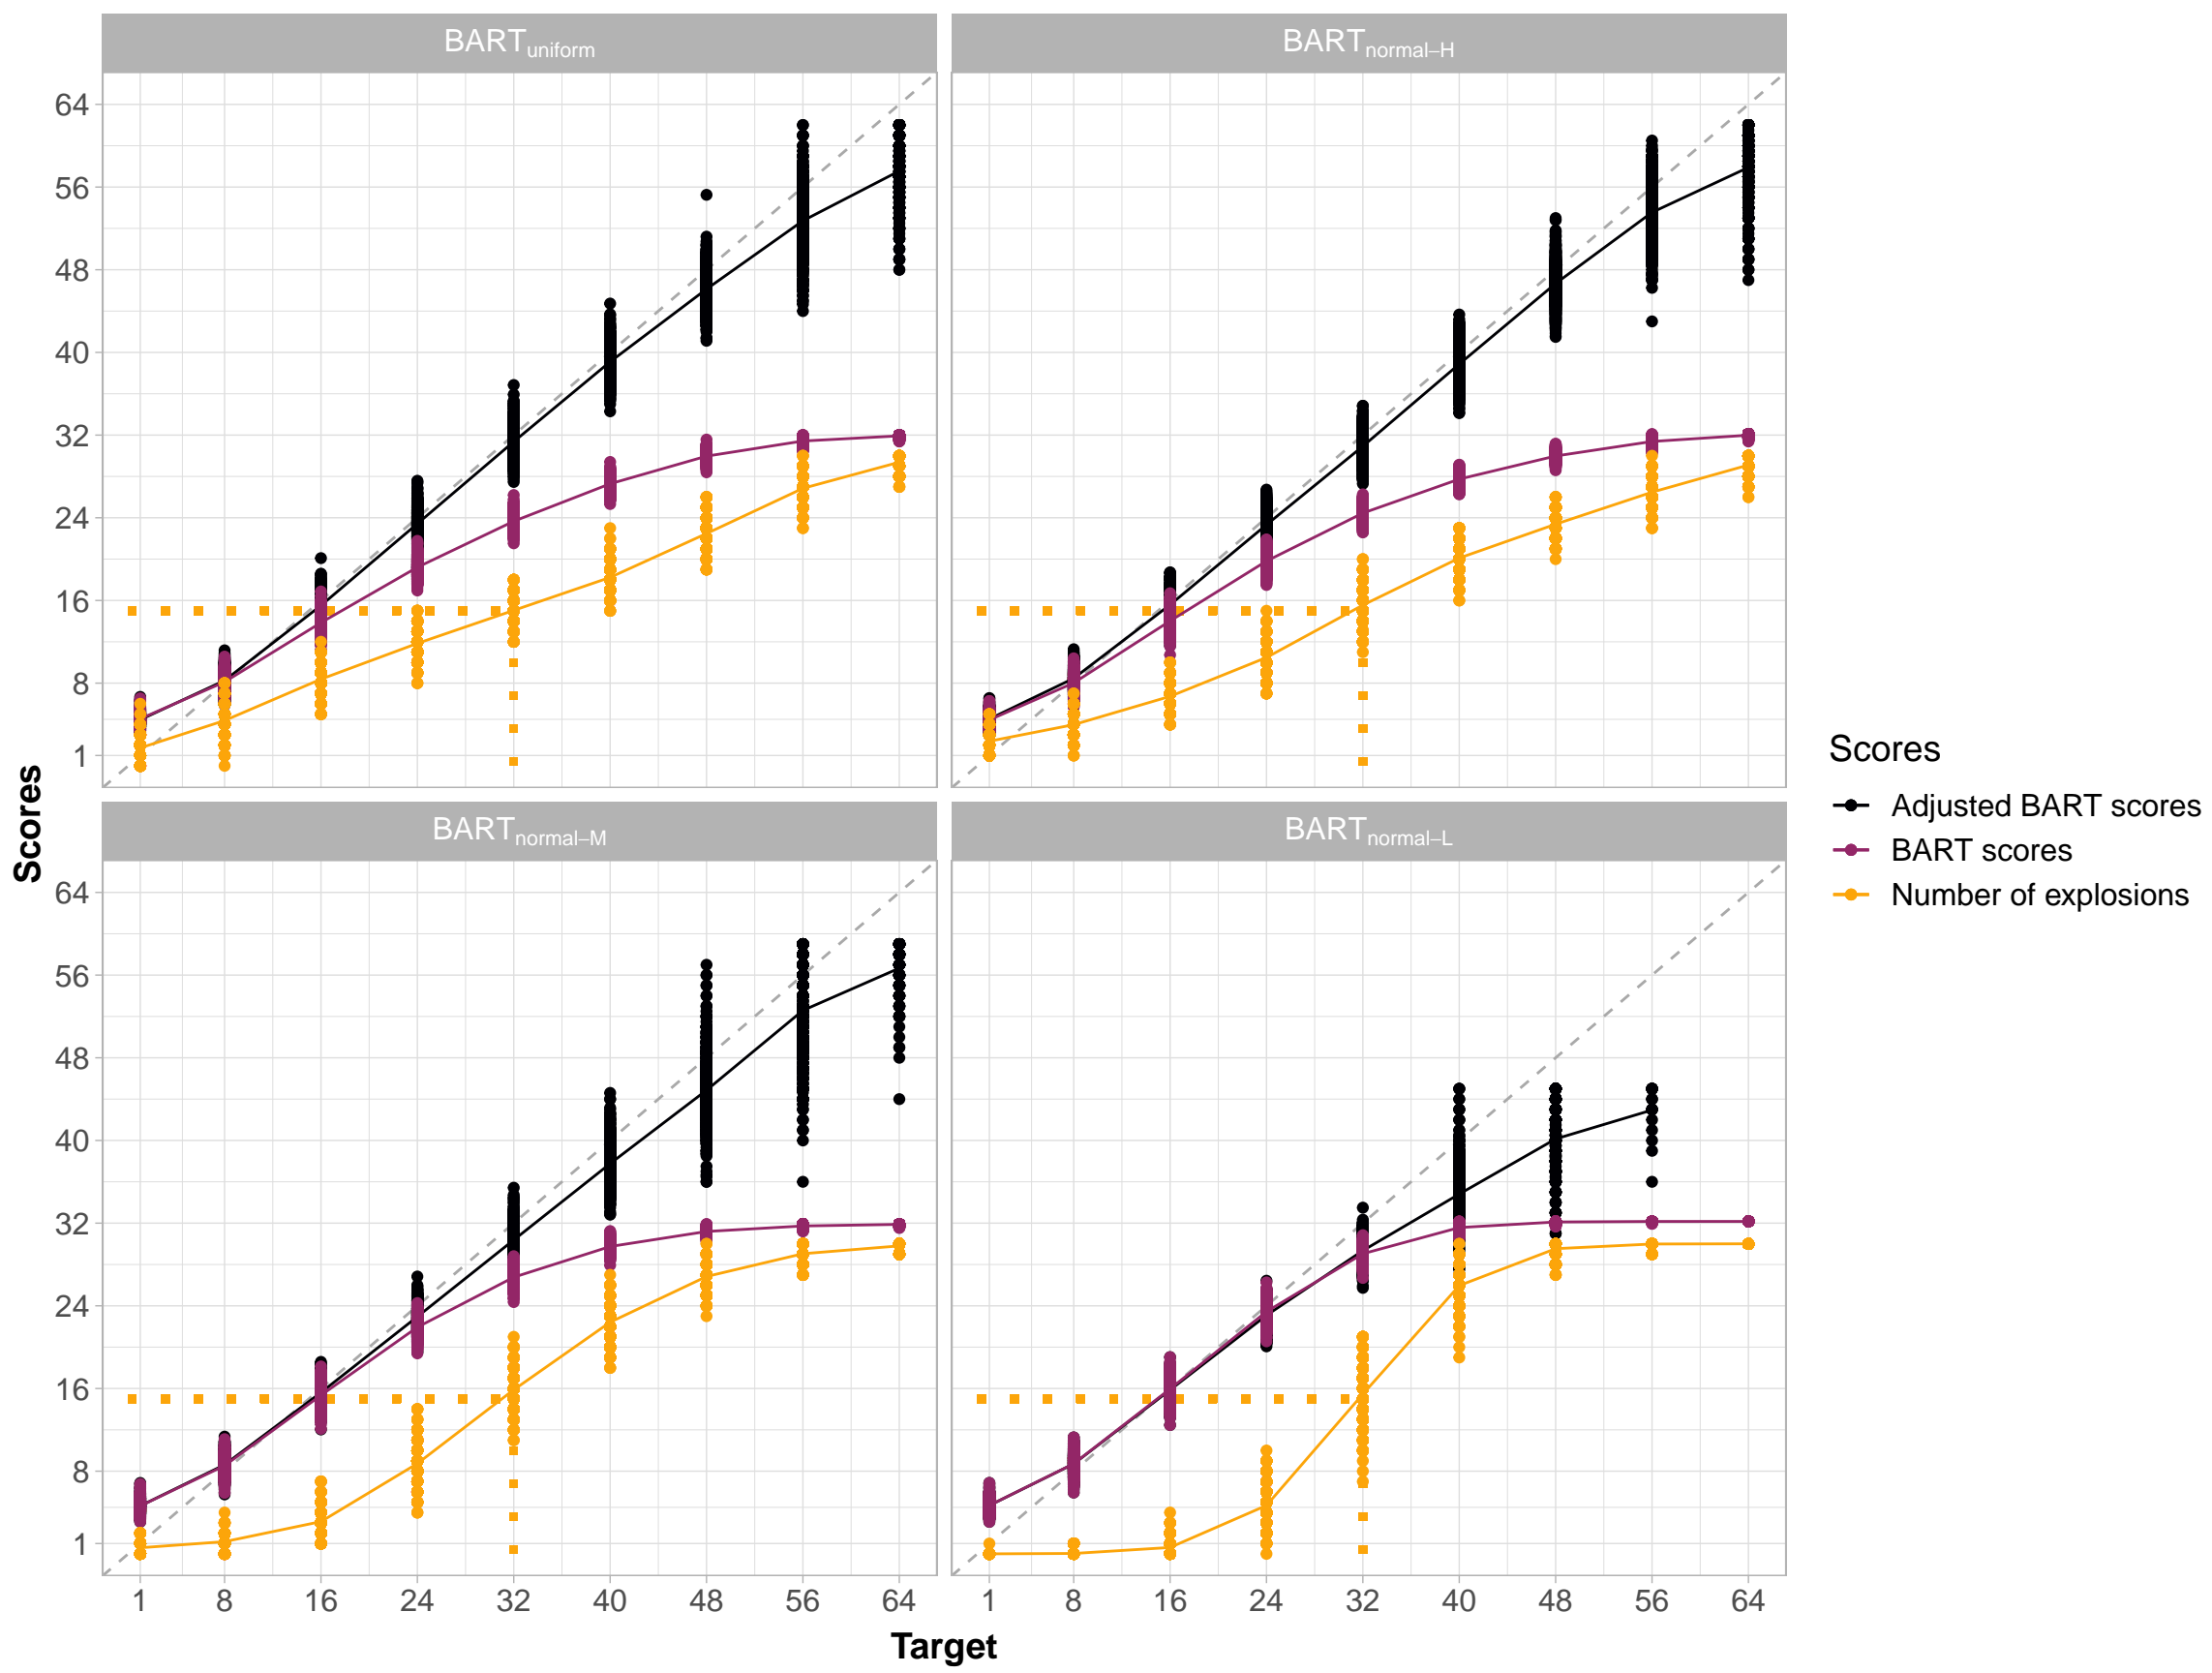 BARTuniform
BARTnormal–H
64
56
48
40
32
24
16
8
1
BARTnormal–M
BARTnormal–L
64
56
48
40
32
24
16
8
1
1 8 16 24 32 40 48 56 64
1 8 16 24 32 40 48 56 64
Target
Scores
Scores
Adjusted BART scores
BART scores
Number of explosions